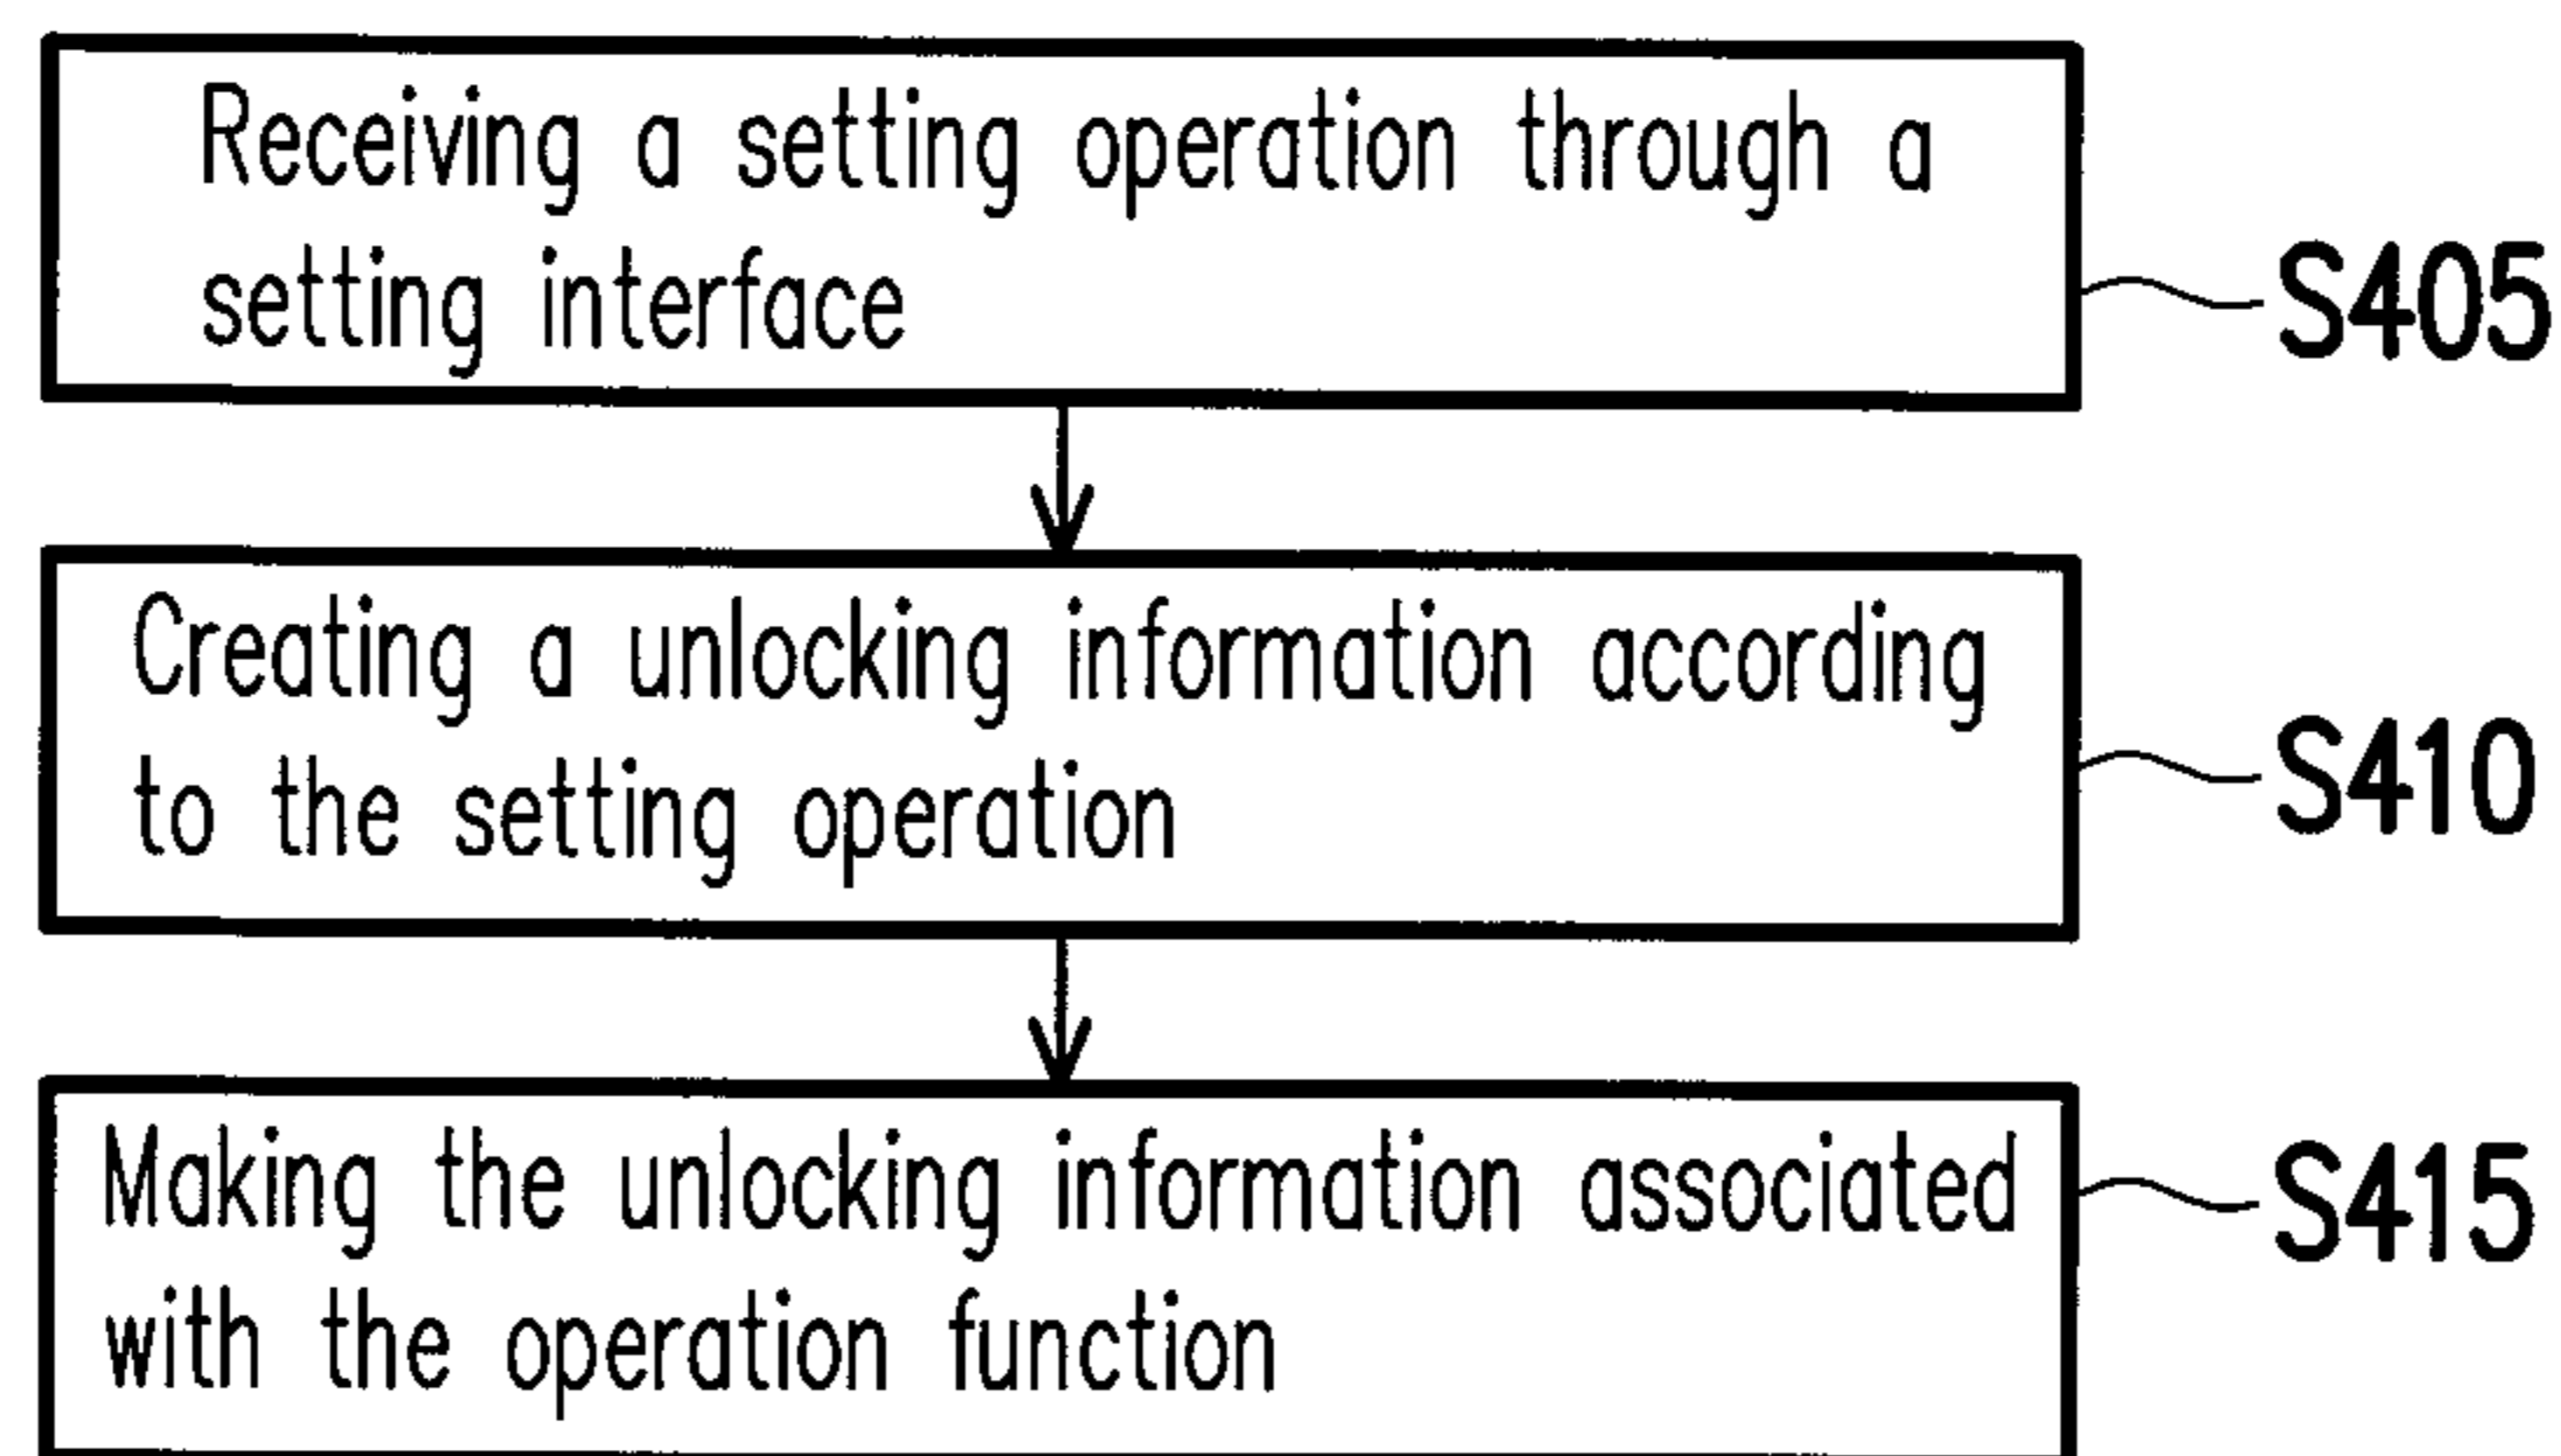 Receiving a setting operation through a
setting interface
S405
Creating a unlocking information according
to the setting operation
S410
Making the unlocking information associated
with the operation function
S415